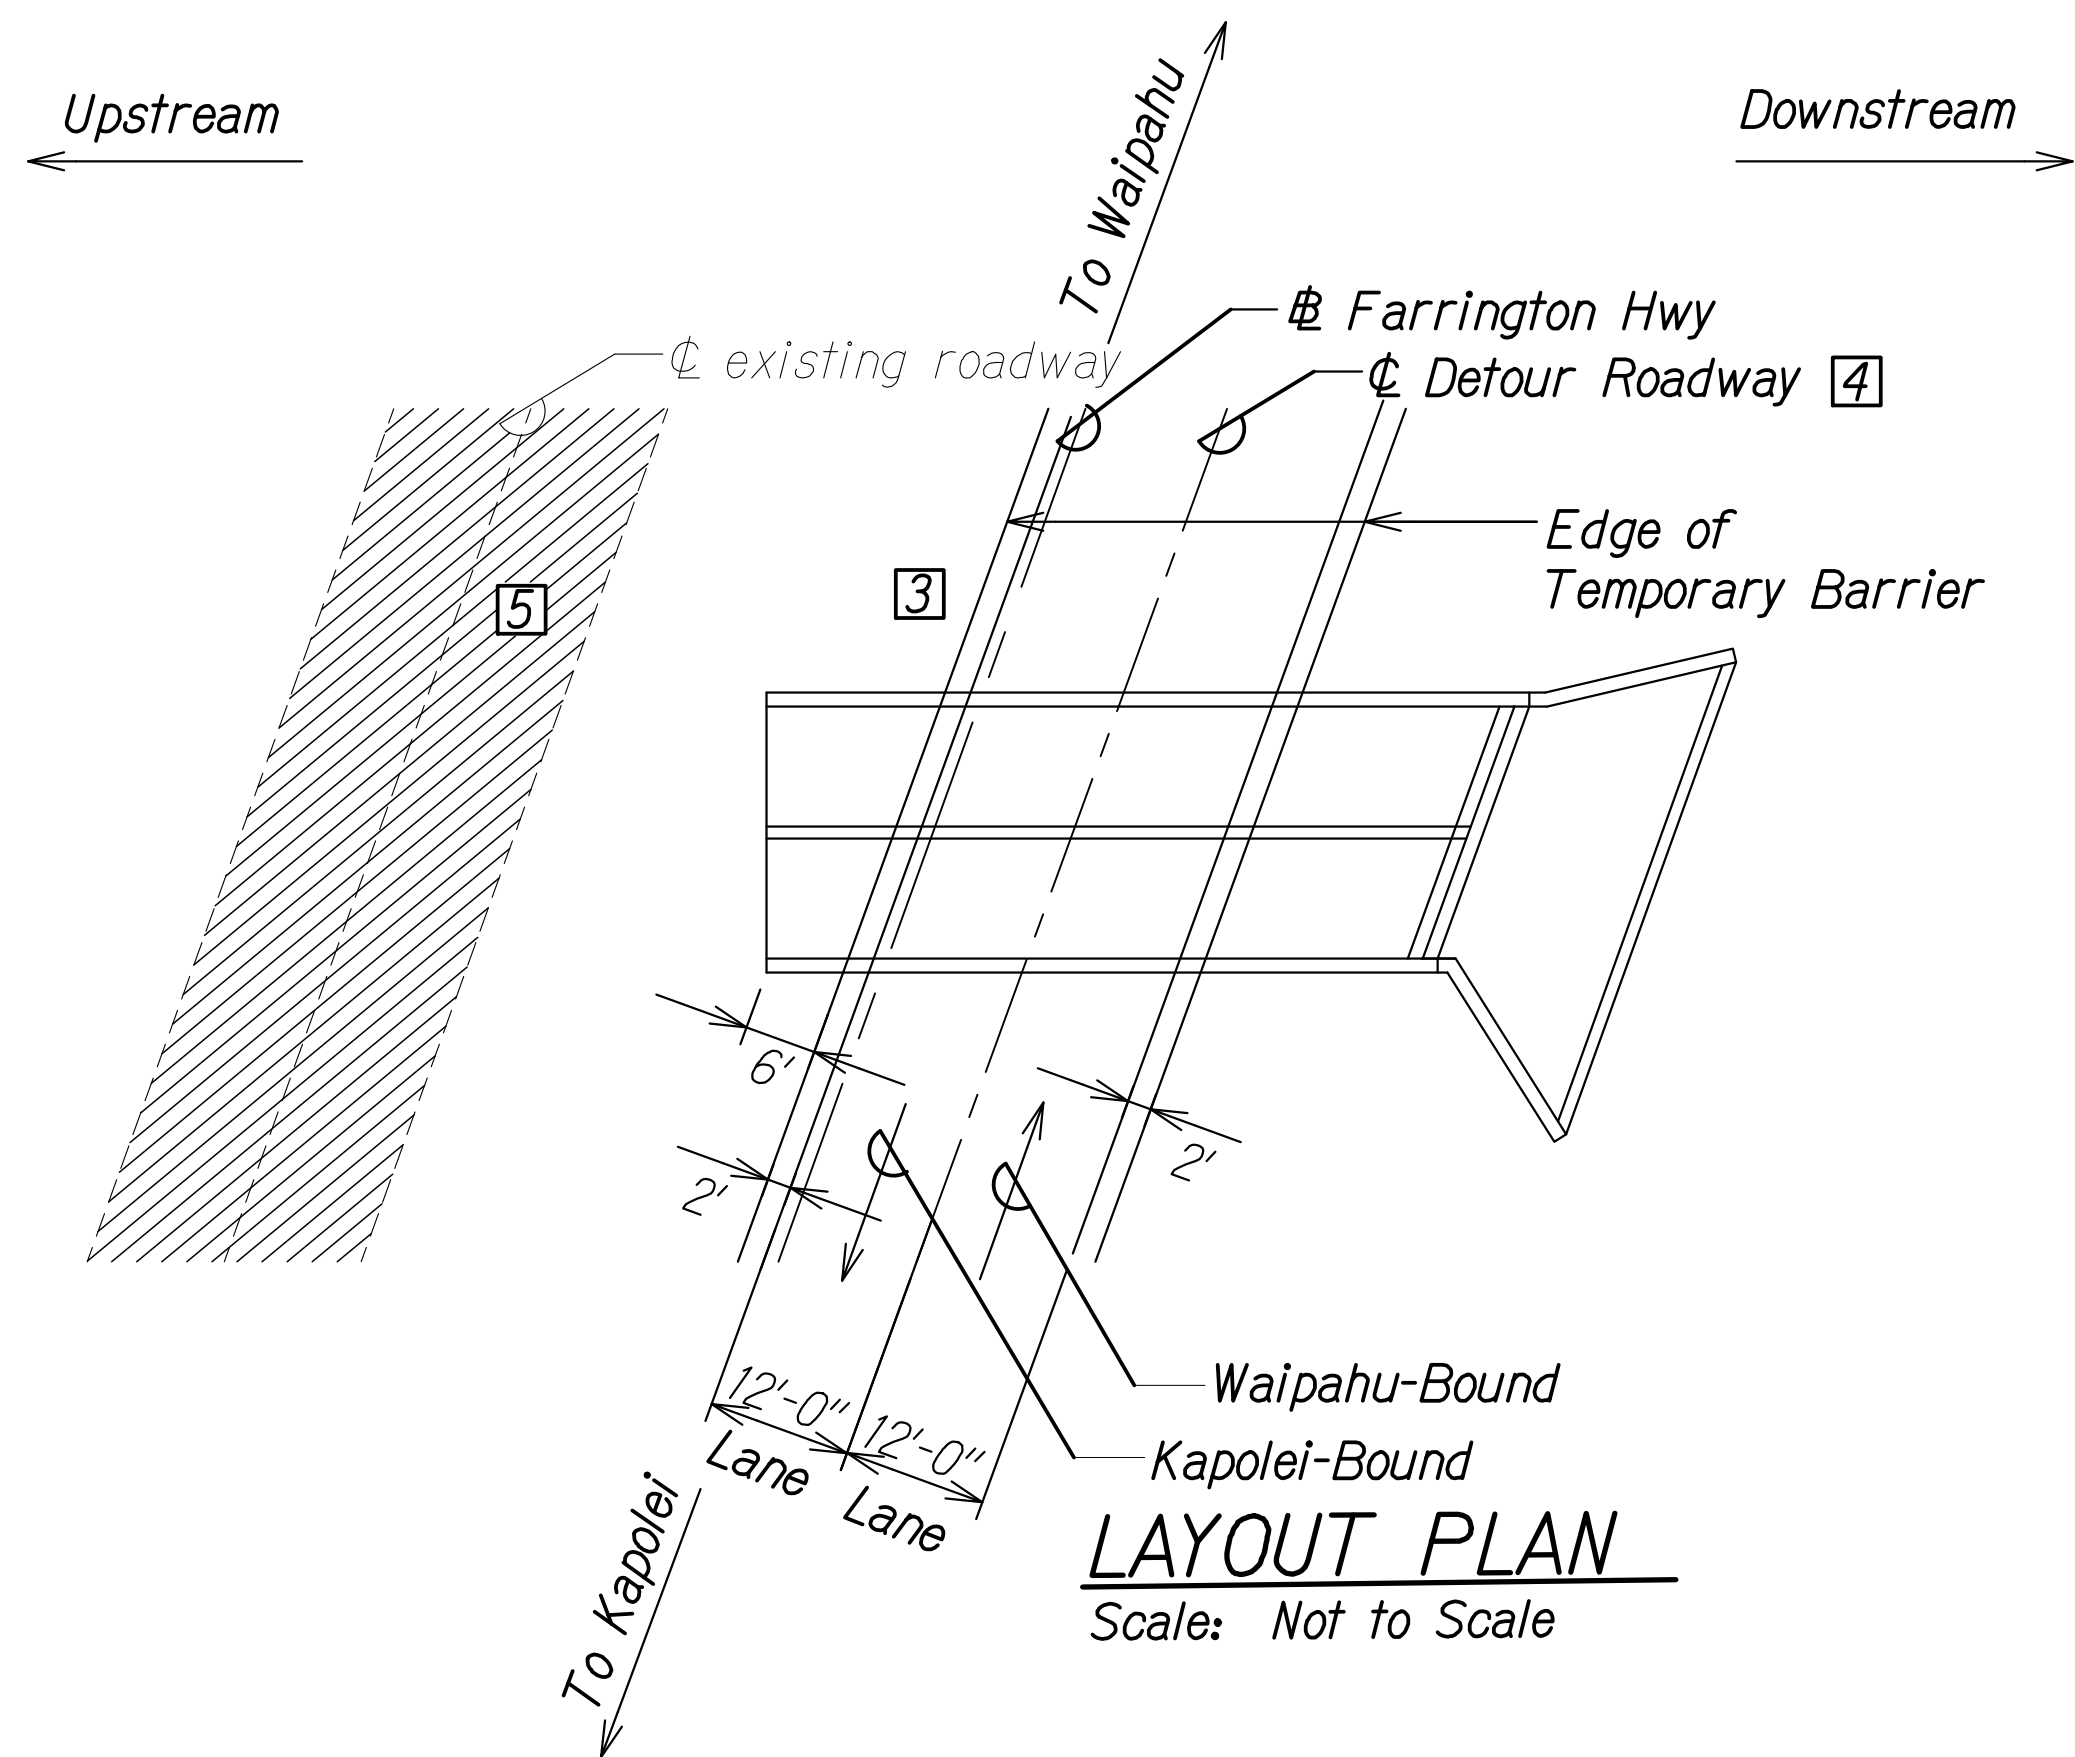 Upstream
Downstream
To Waipahu
℄ existing roadway
⅊ Farrington Hwy
℄ Detour Roadway 4
Edge of
Temporary Barrier
5
3
6'
2'
2'
12'-0"
12'-0"
Lane
Lane
Waipahu-Bound
Kapolei-Bound
To Kapolei
LAYOUT PLAN
Scale: Not to Scale